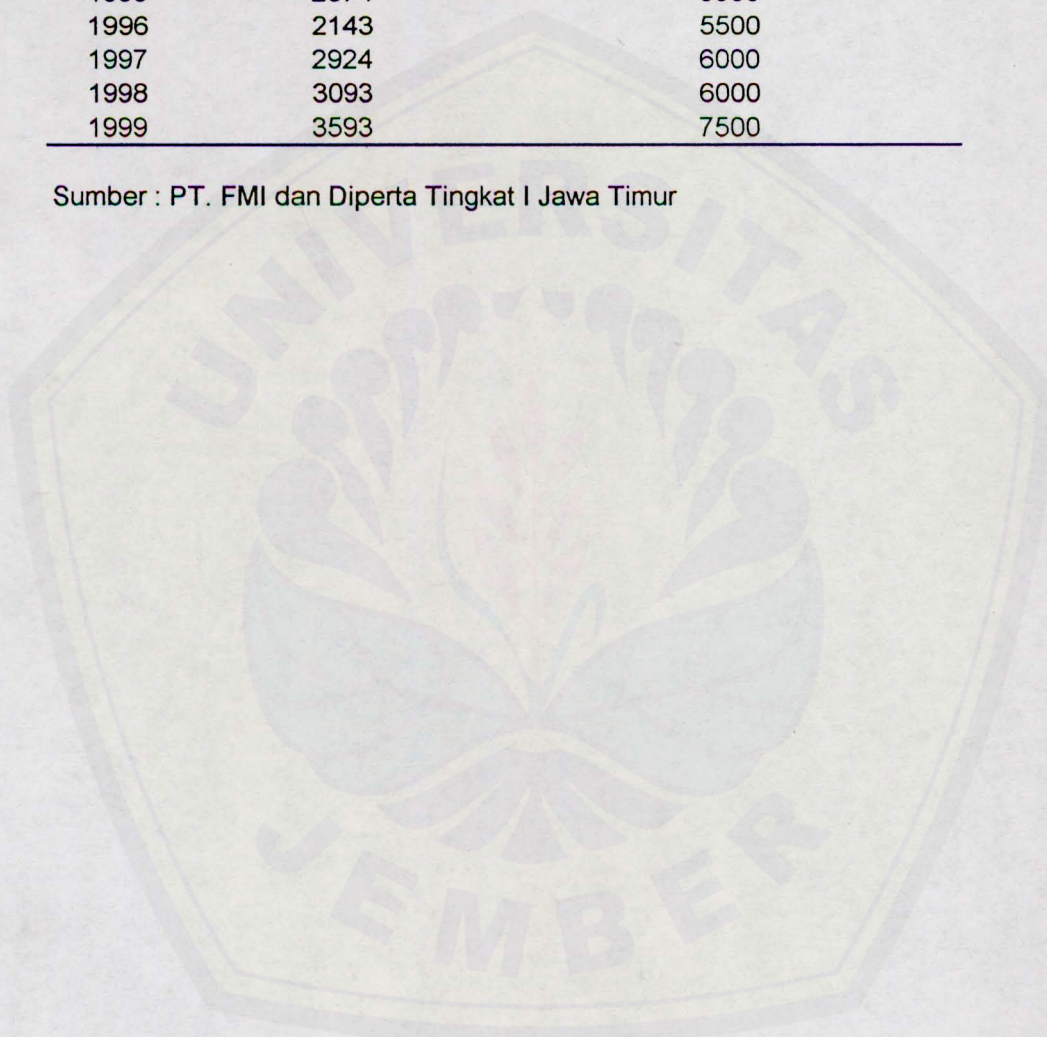 1996 2143 5500
1997 2924 6000
1998 3093 6000
1999 3593 7500
Sumber : PT. FMI dan Diperta Tingkat I Jawa Timur
UNIVERSITAS
JEMBER